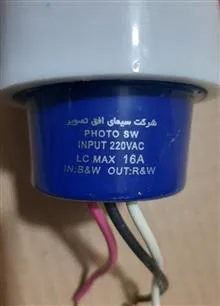 شرکت سیمای افق تصویر
PHOTO SW
INPUT 220VAC
LC MAX 16A
IN:B&W OUT:R&W